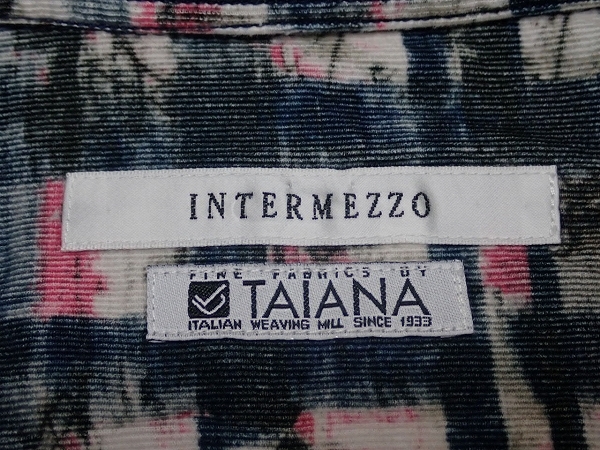 INTERMEZZO
FINE FABRICS BY
TAIANA
ITALIAN WEAVING MILL SINCE 1933